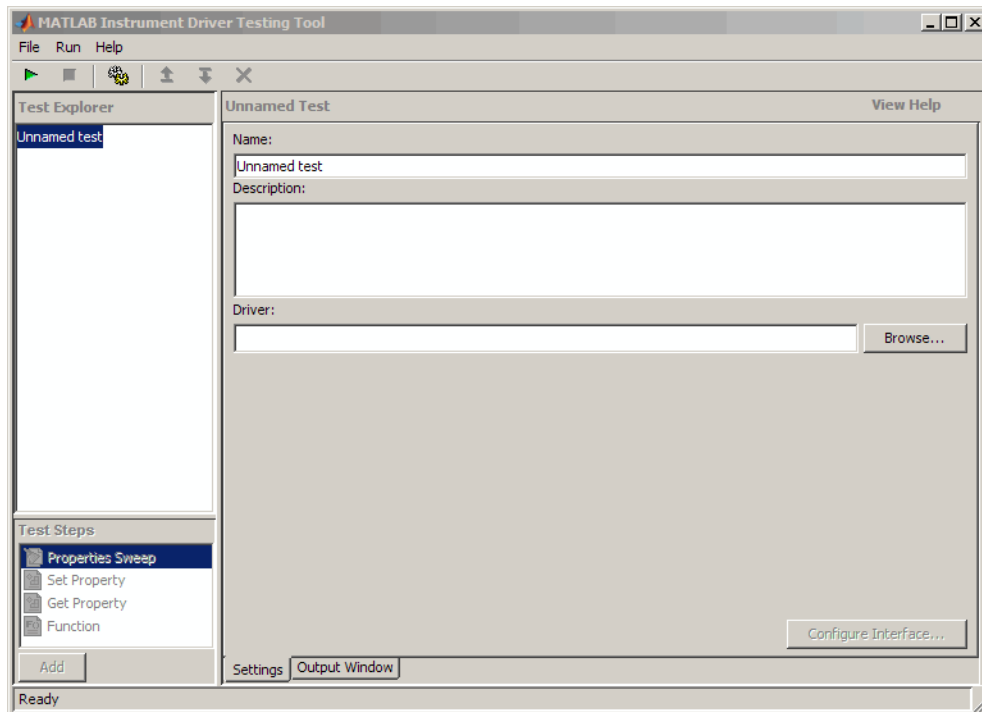 MATLAB Instrument Driver Testing Tool
File Run Help
Test Explorer
Unnamed test
Unnamed Test
View Help
Name:
Unnamed test
Description:
Driver:
Browse...
Test Steps
Properties Sweep
Set Property
Get Property
Function
Add
Configure Interface...
Settings
Output Window
Ready